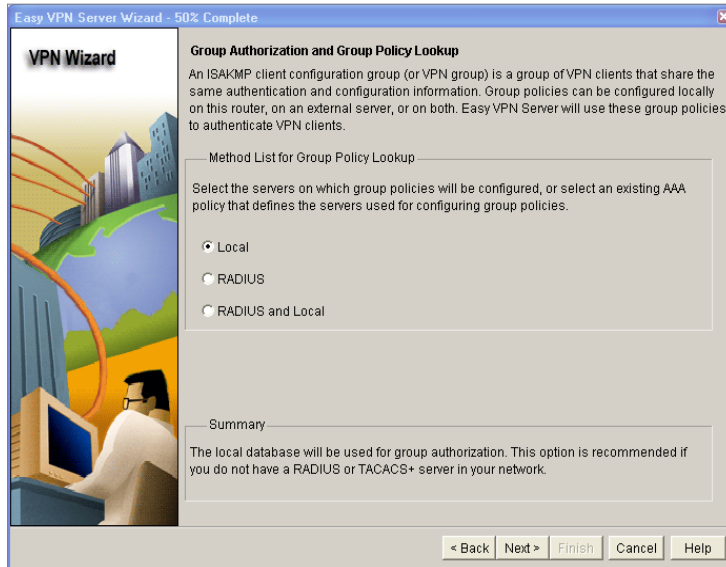 Easy VPN Server Wizard - 50% Complete
VPN Wizard
Group Authorization and Group Policy Lookup
An ISAKMP client configuration group (or VPN group) is a group of VPN clients that share the
same authentication and configuration information. Group policies can be configured locally
on this router, on an external server, or on both. Easy VPN Server will use these group policies
to authenticate VPN clients.
Method List for Group Policy Lookup
Select the servers on which group policies will be configured, or select an existing AAA
policy that defines the servers used for configuring group policies.
Local
RADIUS
RADIUS and Local
Summary
The local database will be used for group authorization. This option is recommended if
you do not have a RADIUS or TACACS+ server in your network.
< Back Next > Finish Cancel Help